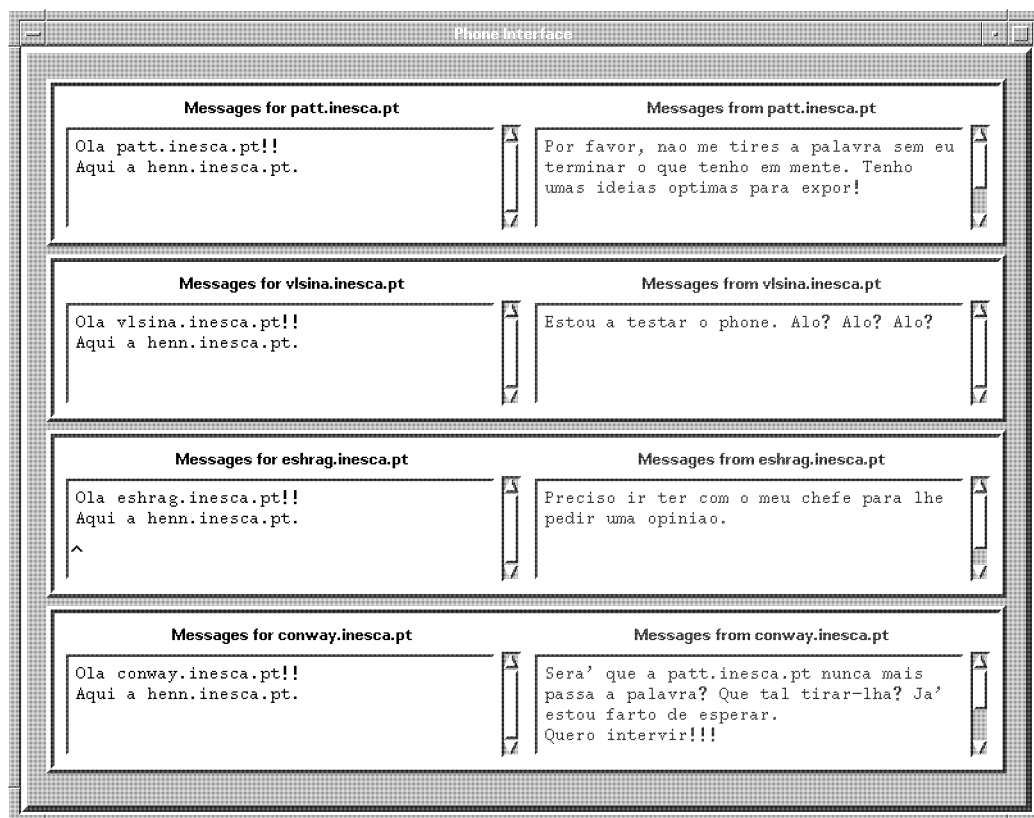 Phone Interface
Messages for patt.inesca.pt
Messages from patt.inesca.pt
Ola patt.inesca.pt!!
Aqui a henn.inesca.pt.
Por favor, nao me tires a palavra sem eu
terminar o que tenho em mente. Tenho
umas ideias optimas para expor!
Messages for vlsina.inesca.pt
Messages from vlsina.inesca.pt
Ola vlsina.inesca.pt!!
Aqui a henn.inesca.pt.
Estou a testar o phone. Alo? Alo? Alo?
Messages for eshrag.inesca.pt
Messages from eshrag.inesca.pt
Ola eshrag.inesca.pt!!
Aqui a henn.inesca.pt.
^
Preciso ir ter com o meu chefe para lhe
pedir uma opiniao.
Messages for conway.inesca.pt
Messages from conway.inesca.pt
Ola conway.inesca.pt!!
Aqui a henn.inesca.pt.
Sera' que a patt.inesca.pt nunca mais
passa a palavra? Que tal tirar-lha? Ja'
estou farto de esperar.
Quero intervir!!!